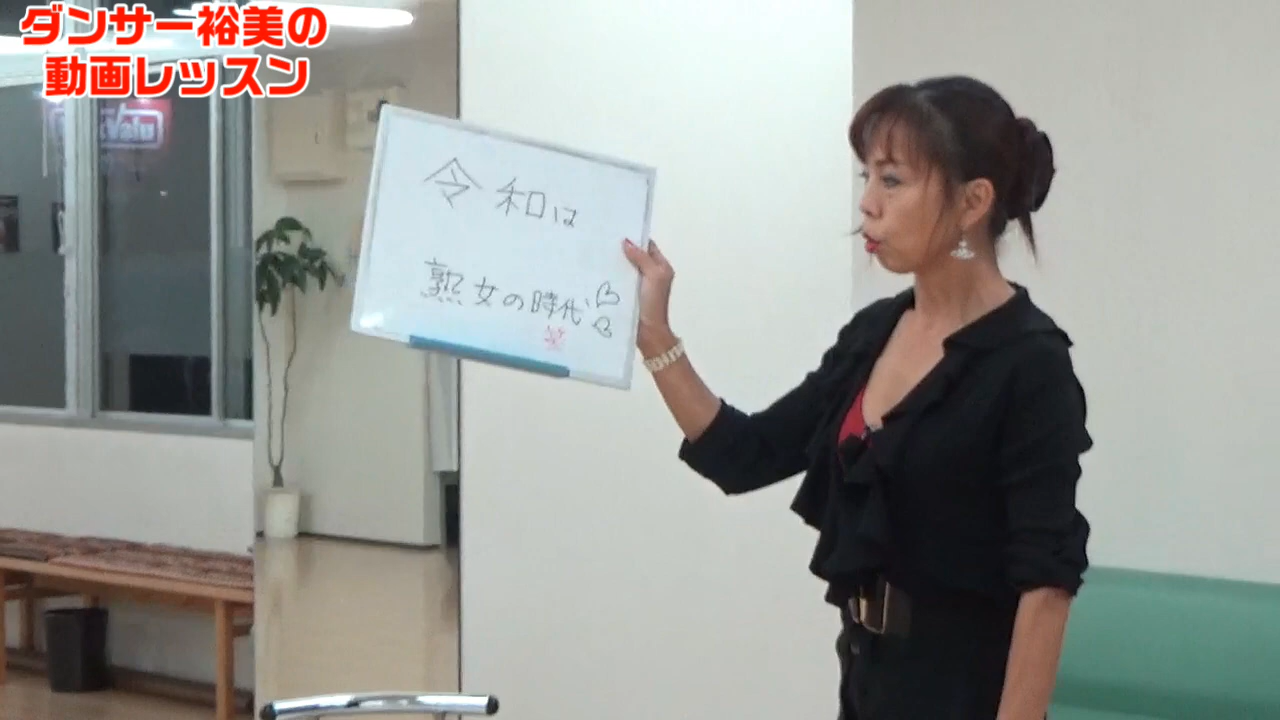 ダンサー裕美の
動画レッスン
令和は
熟女の時代♡♡